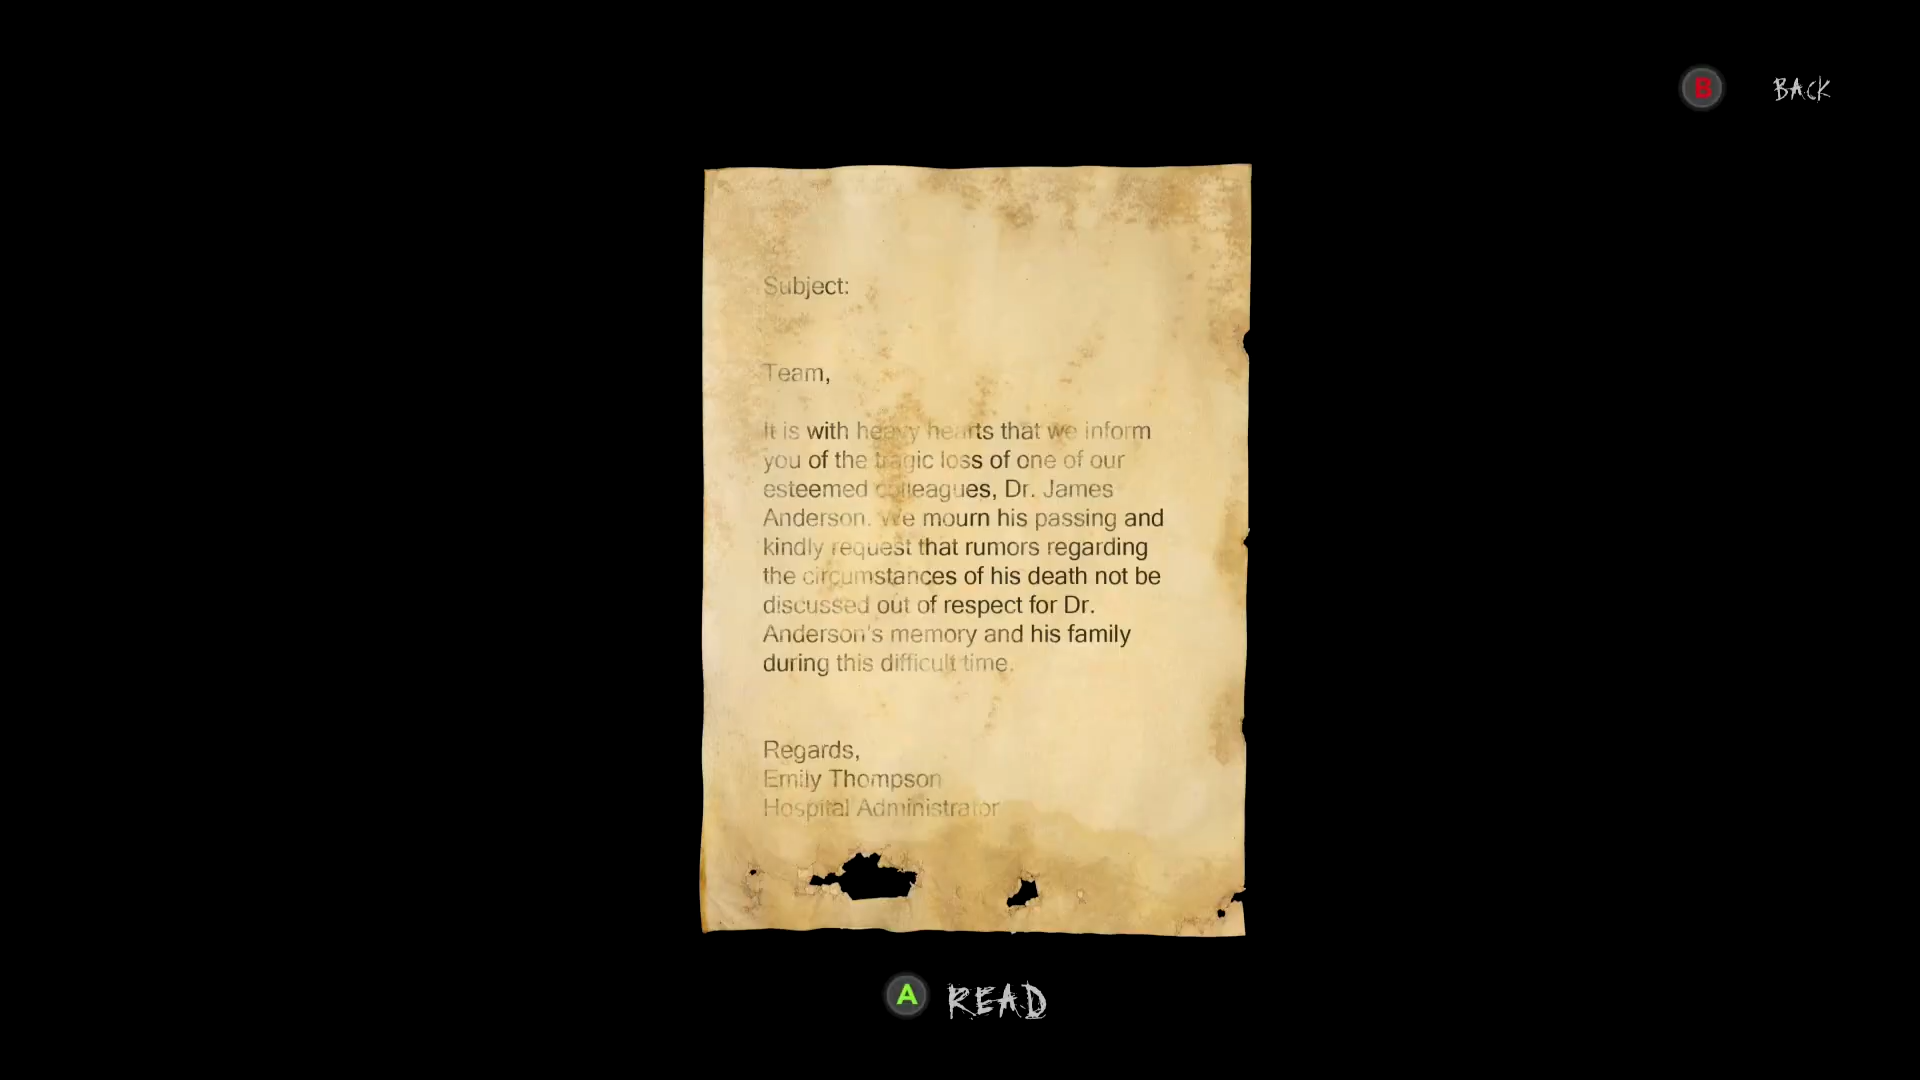 B BACK
Subject:
Team,
It is with heavy hearts that we inform
you of the tragic loss of one of our
esteemed colleagues, Dr. James
Anderson. We mourn his passing and
kindly request that rumors regarding
the circumstances of his death not be
discussed out of respect for Dr.
Anderson's memory and his family
during this difficult time.
Regards,
Emily Thompson
Hospital Administrator
A READ